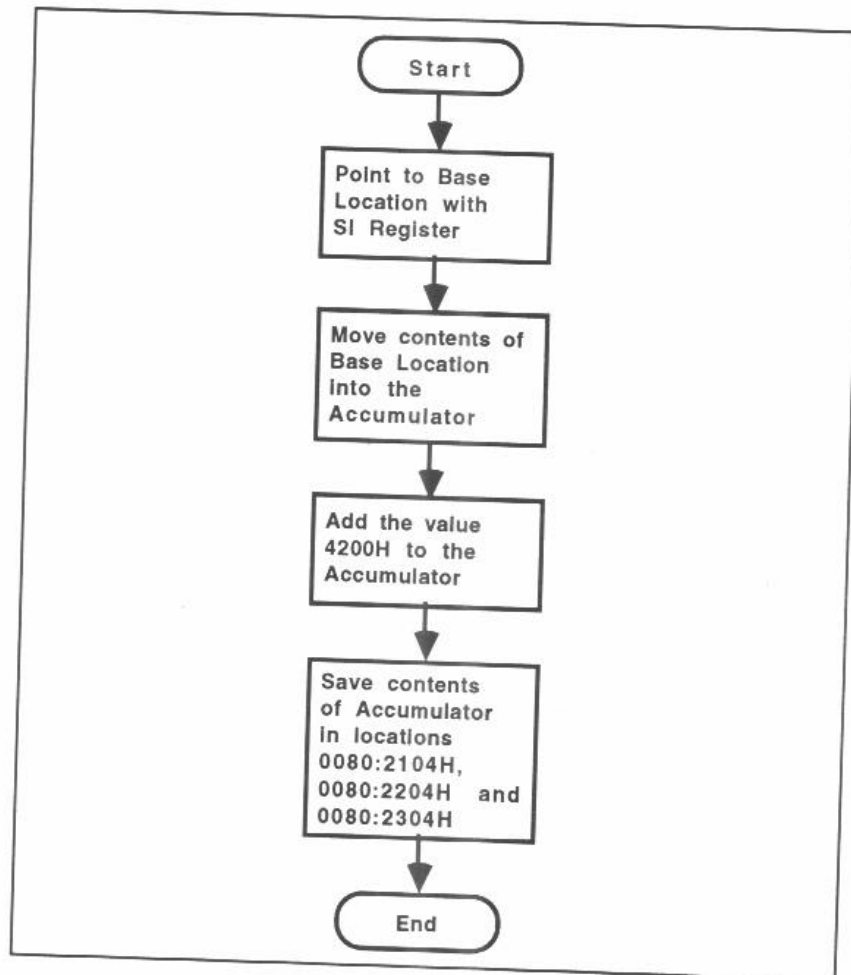 Start
Point to Base
Location with
SI Register
Move contents of
Base Location
into the
Accumulator
Add the value
4200H to the
Accumulator
Save contents
of Accumulator
in locations
0080:2104H,
0080:2204H and
0080:2304H
End